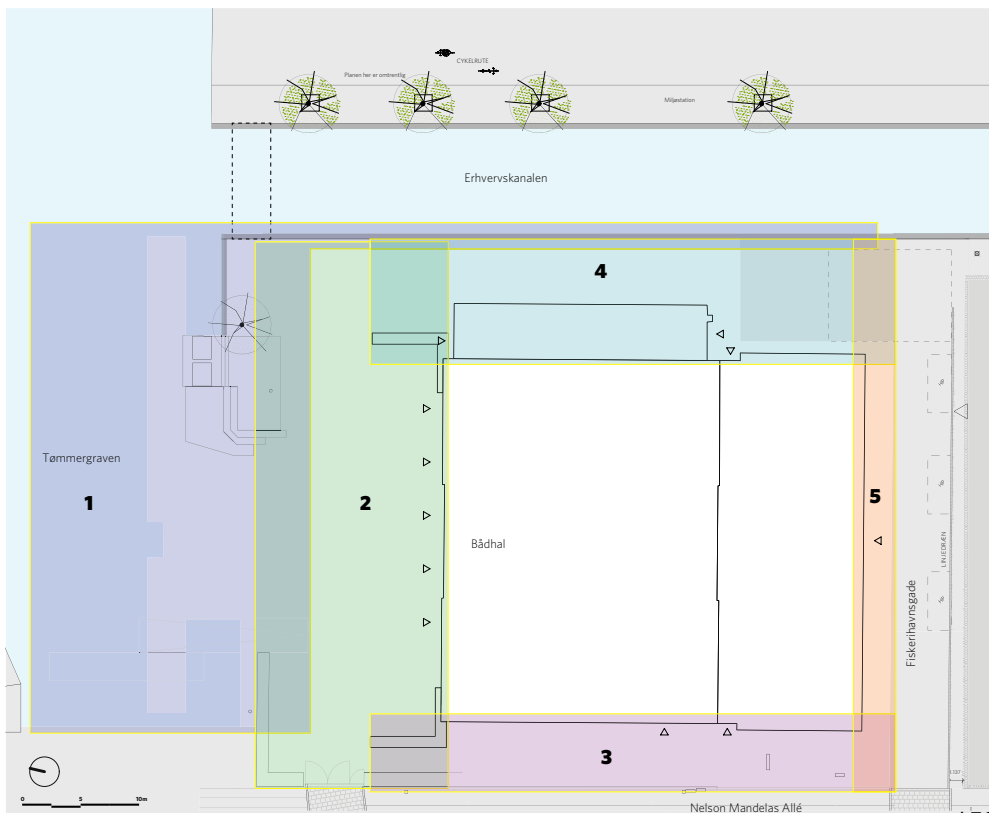 CYKELRUTE
Planen her er omtrentlig
Miljøstation
Erhvervskanalen
4
Tømmergraven
1
2
5
Bådhal
LINJEDRÆN
Fiskerihavnsgade
3
0 5 10m
Nelson Mandelas Allé